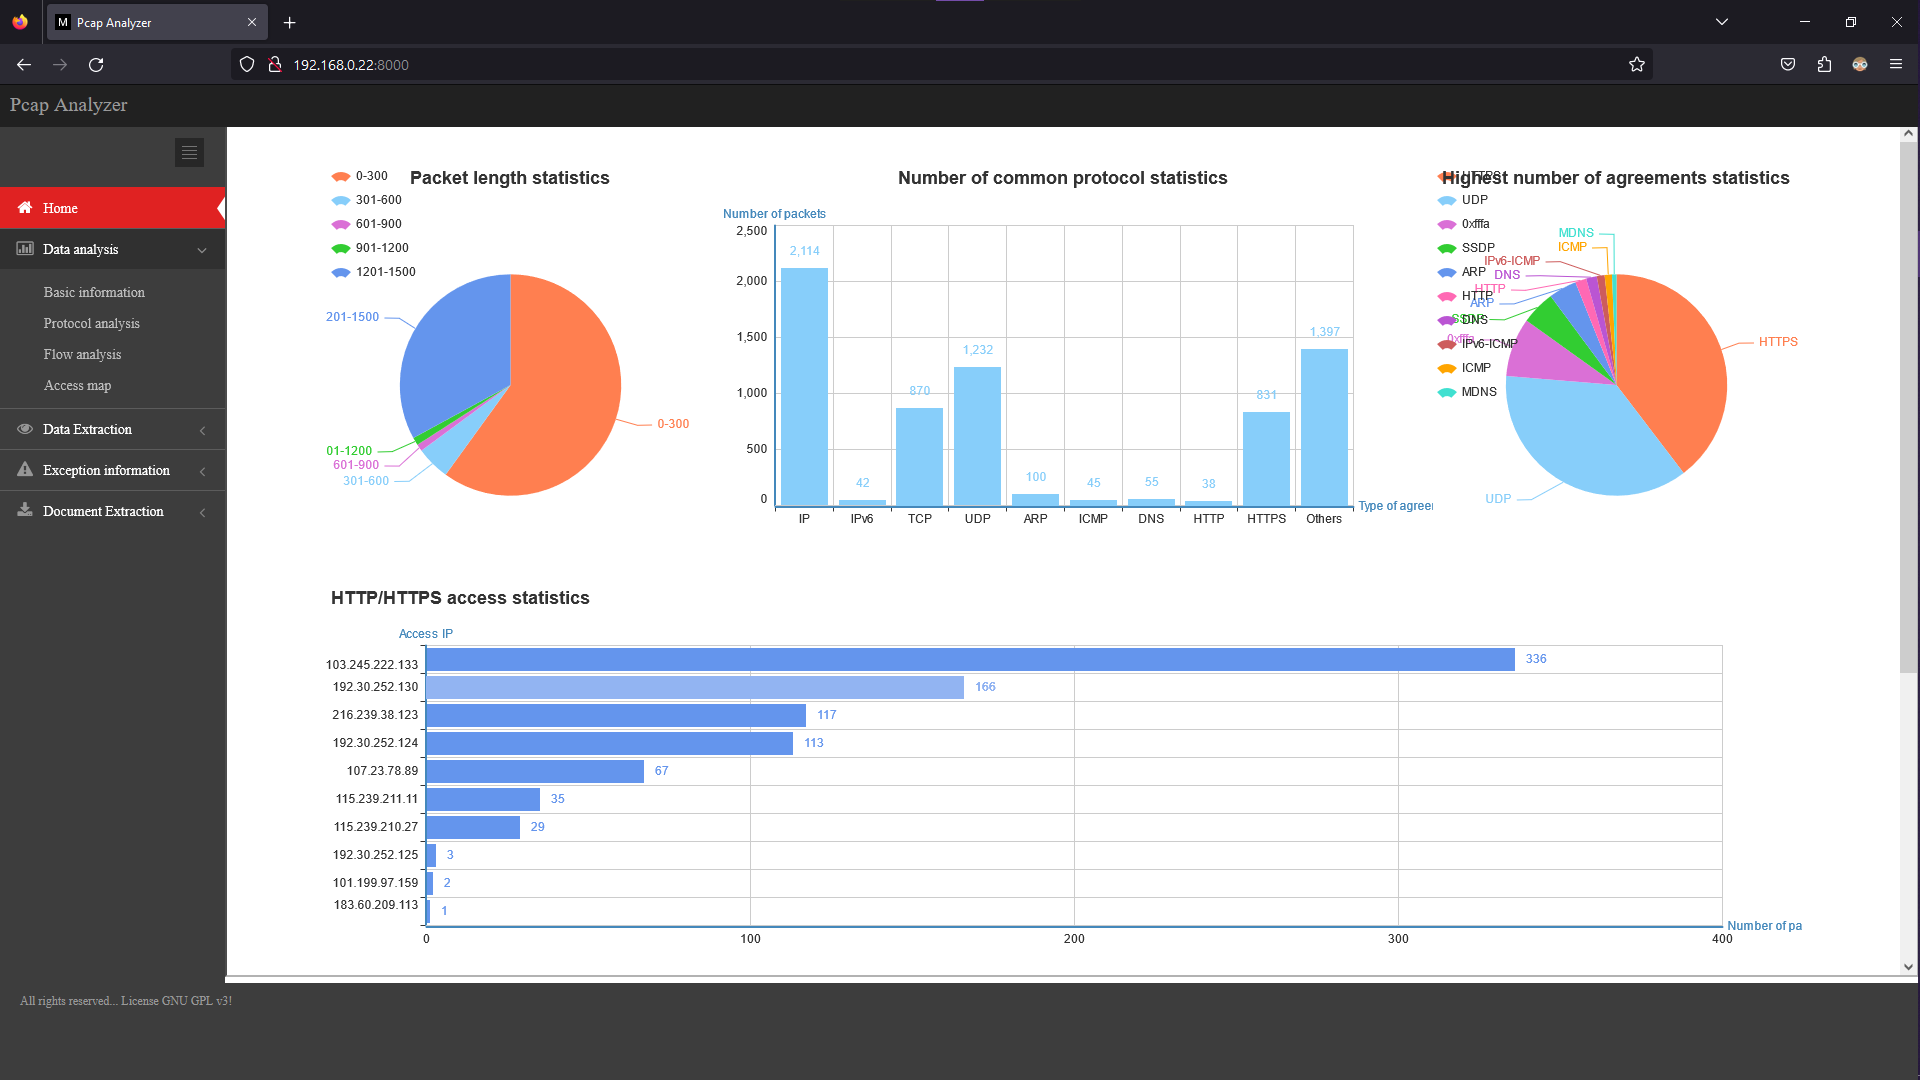 Pcap Analyzer
192.168.0.22:8000
Pcap Analyzer
Home
Data analysis
Basic information
Protocol analysis
Flow analysis
Access map
Data Extraction
Exception information
Document Extraction
Packet length statistics
0-300
301-600
601-900
901-1200
1201-1500
201-1500
01-1200
601-900
301-600
0-300
Number of common protocol statistics
Number of packets
2,500
2,000
1,500
1,000
500
0
2,114
42
870
1,232
100
45
55
38
831
1,397
IP
IPv6
TCP
UDP
ARP
ICMP
DNS
HTTP
HTTPS
Others
Type of agreer
Highest number of agreements statistics
HTTPS
UDP
0xfffa
SSDP
ARP
HTTP
DNS
IPv6-ICMP
ICMP
MDNS
MDNS
ICMP
IPv6-ICMP
DNS
HTTP
ARP
SSDP
0xfffa
HTTPS
UDP
HTTP/HTTPS access statistics
Access IP
103.245.222.133 336
192.30.252.130 166
216.239.38.123 117
192.30.252.124 113
107.23.78.89 67
115.239.211.11 35
115.239.210.27 29
192.30.252.125 3
101.199.97.159 2
183.60.209.113 1
0 100 200 300 400
Number of pa
All rights reserved... License GNU GPL v3!